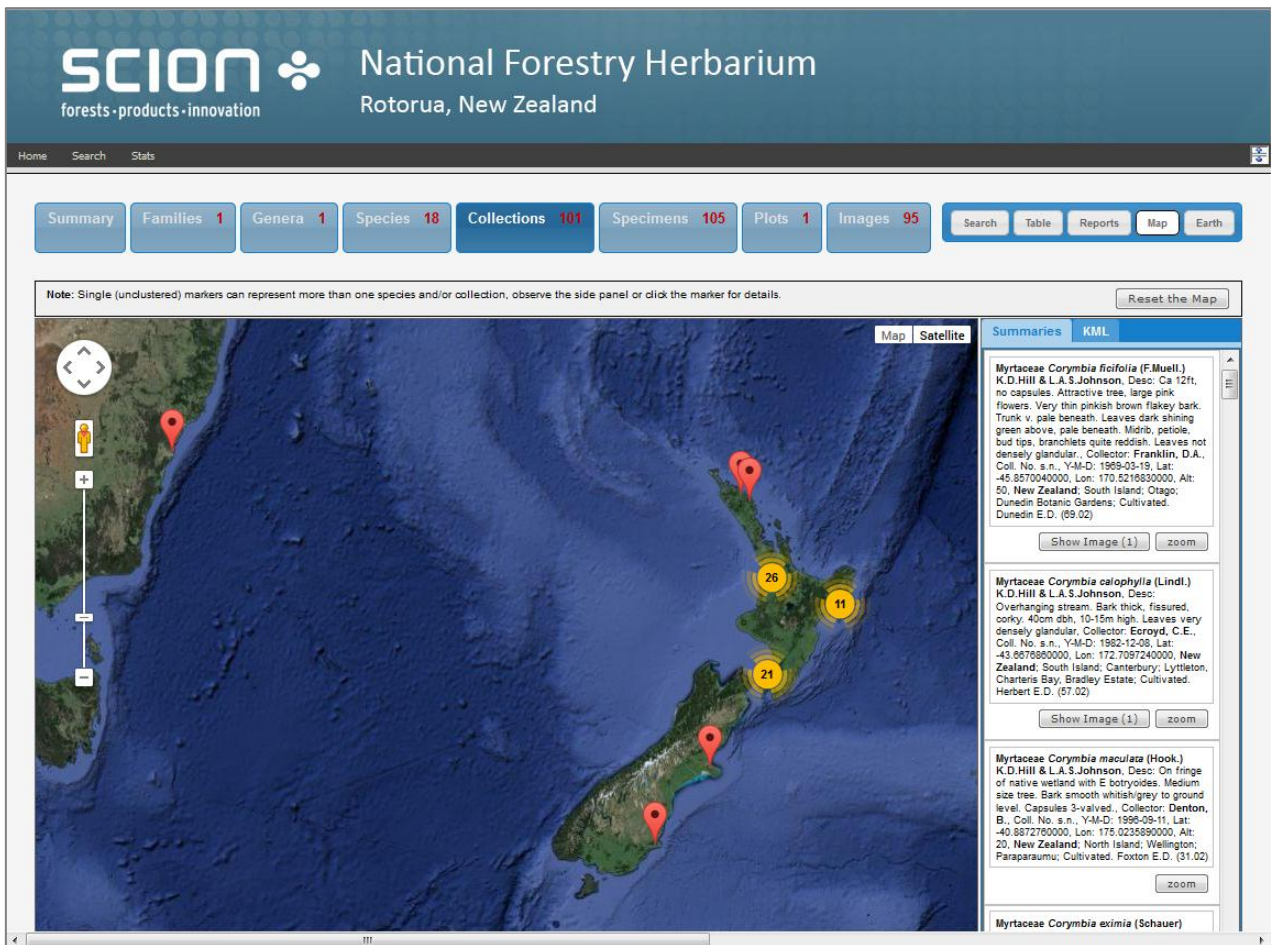 SCION
forests·products·innovation
National Forestry Herbarium
Rotorua, New Zealand
Home Search Stats
Summary Families 1 Genera 1 Species 18 Collections 101 Specimens 105 Plots 1 Images 95 Search Table Reports Map Earth
Note: Single (unclustered) markers can represent more than one species and/or collection, observe the side panel or click the marker for details.
Reset the Map
Map Satellite
Summaries KML
Myrtaceae Corymbia ficifolia (F.Muell.)
K.D.Hill & L.A.S.Johnson, Desc: Ca 12ft,
no capsules. Attractive tree, large pink
flowers. Very thin pinkish brown flakey bark.
Trunk v. pale beneath. Leaves dark shining
green above, pale beneath. Midrib, petiole,
bud tips, branchlets quite reddish. Leaves not
densely glandular., Collector: Franklin, D.A.,
Coll. No. s.n., Y-M-D: 1969-03-19, Lat:
-45.8570040000, Lon: 170.5216830000, Alt:
50, New Zealand; South Island; Otago;
Dunedin Botanic Gardens; Cultivated.
Dunedin E.D. (69.02)
Show Image (1) zoom
Myrtaceae Corymbia calophylla (Lindl.)
K.D.Hill & L.A.S.Johnson, Desc:
Overhanging stream. Bark thick, fissured,
corky. 40cm dbh, 10-15m high. Leaves very
densely glandular, Collector: Ecroyd, C.E.,
Coll. No. s.n., Y-M-D: 1982-12-08, Lat:
-43.6676860000, Lon: 172.7097240000, New
Zealand; South Island; Canterbury; Lyttleton,
Charteris Bay, Bradley Estate; Cultivated.
Herbert E.D. (57.02)
Show Image (1) zoom
Myrtaceae Corymbia maculata (Hook.)
K.D.Hill & L.A.S.Johnson, Desc: On fringe
of native wetland with E botryoides. Medium
size tree. Bark smooth whitish/grey to ground
level. Capsules 3-valved., Collector: Denton,
B., Coll. No. s.n., Y-M-D: 1996-09-11, Lat:
-40.8872760000, Lon: 175.0235890000, Alt:
20, New Zealand; North Island; Wellington;
Paraparaumu; Cultivated. Foxton E.D. (31.02)
zoom
Myrtaceae Corymbia eximia (Schauer)
26
11
21